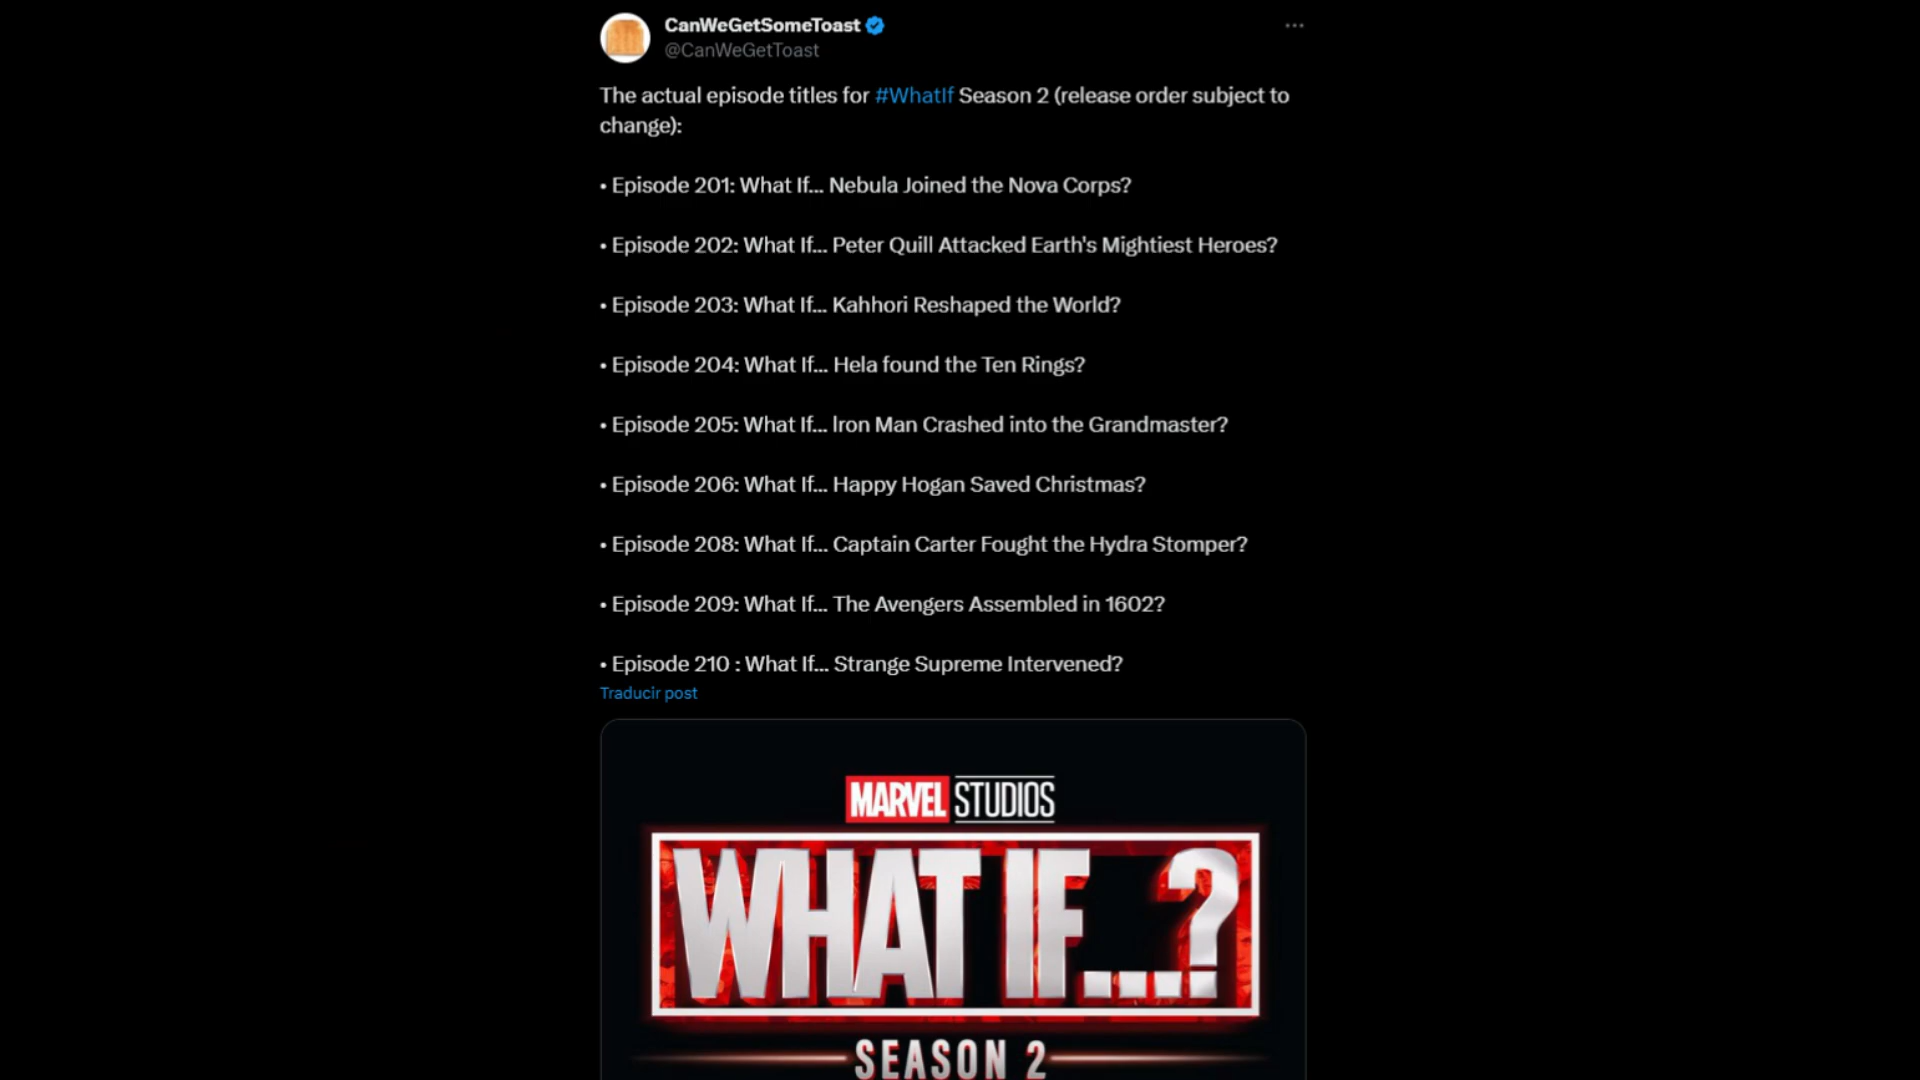 CanWeGetSomeToast
@CanWeGetToast
The actual episode titles for #WhatIf Season 2 (release order subject to
change):
• Episode 201: What If... Nebula Joined the Nova Corps?
• Episode 202: What If... Peter Quill Attacked Earth's Mightiest Heroes?
• Episode 203: What If... Kahhori Reshaped the World?
• Episode 204: What If... Hela found the Ten Rings?
• Episode 205: What If... Iron Man Crashed into the Grandmaster?
• Episode 206: What If... Happy Hogan Saved Christmas?
• Episode 208: What If... Captain Carter Fought the Hydra Stomper?
• Episode 209: What If... The Avengers Assembled in 1602?
• Episode 210 : What If... Strange Supreme Intervened?
Traducir post
MARVEL STUDIOS
WHAT IF...?
SEASON 2